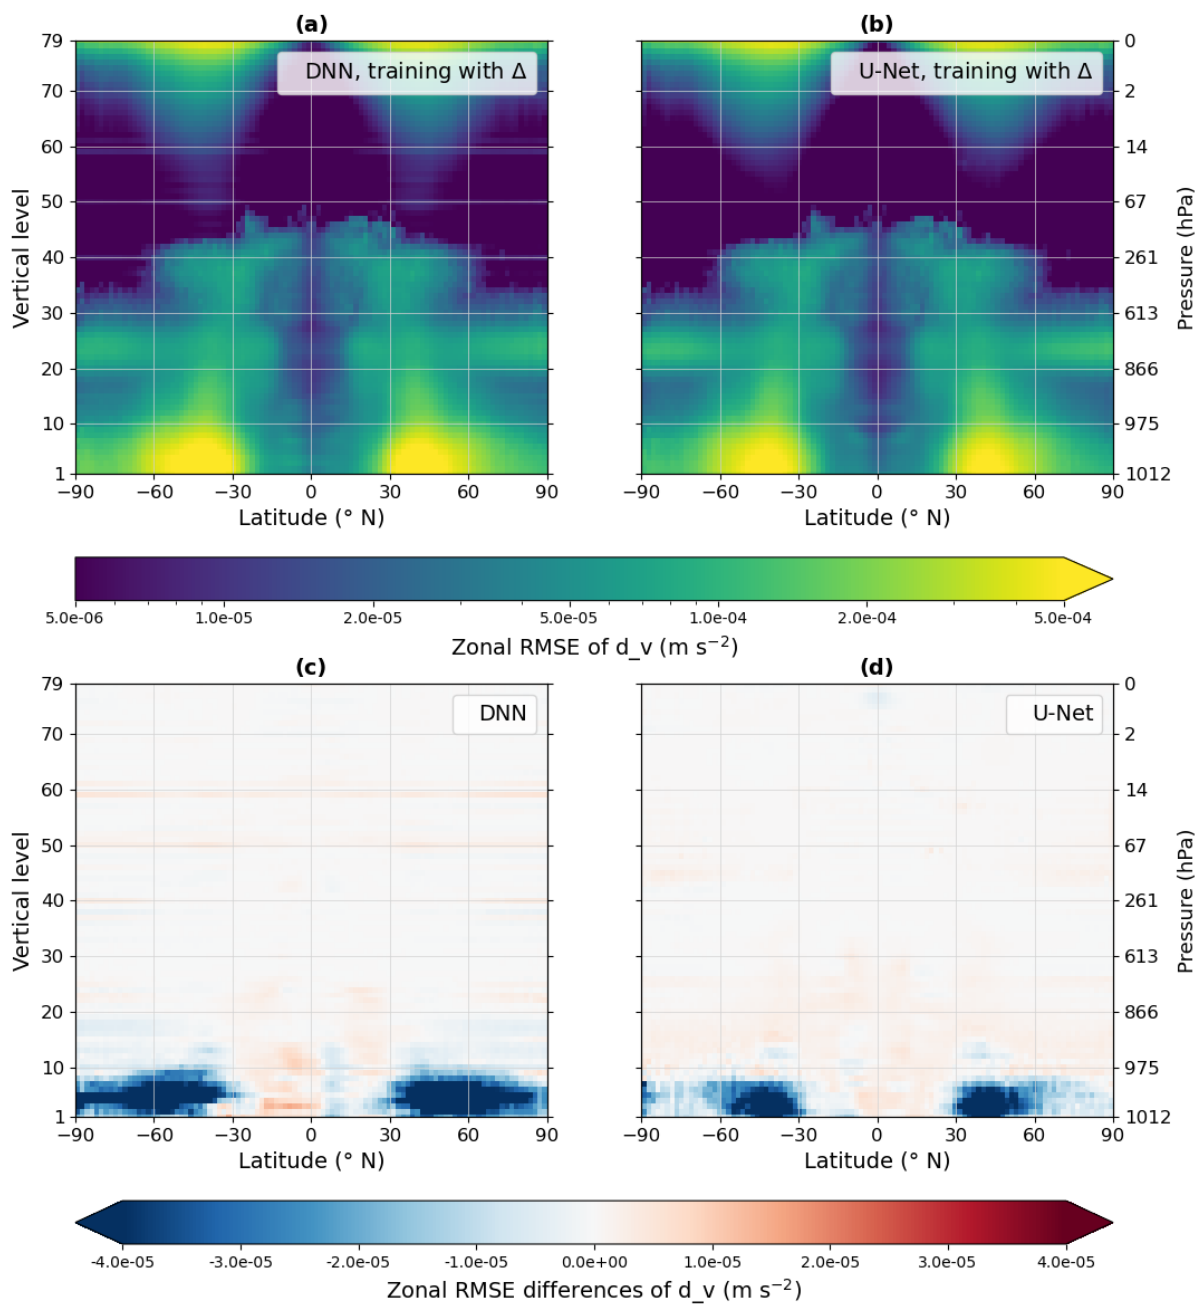 (a)
(b)
DNN, training with Δ
U-Net, training with Δ
79
70
60
50
40
30
20
10
1
Vertical level
0
2
14
67
261
613
866
975
1012
Pressure (hPa)
−90 −60 −30 0 30 60 90
−90 −60 −30 0 30 60 90
Latitude (° N)
Latitude (° N)
5.0e-06 1.0e-05 2.0e-05 5.0e-05 1.0e-04 2.0e-04 5.0e-04
Zonal RMSE of d_v (m s⁻²)
(c)
(d)
DNN
U-Net
79
70
60
50
40
30
20
10
1
Vertical level
0
2
14
67
261
613
866
975
1012
Pressure (hPa)
−90 −60 −30 0 30 60 90
−90 −60 −30 0 30 60 90
Latitude (° N)
Latitude (° N)
-4.0e-05 -3.0e-05 -2.0e-05 -1.0e-05 0.0e+00 1.0e-05 2.0e-05 3.0e-05 4.0e-05
Zonal RMSE differences of d_v (m s⁻²)